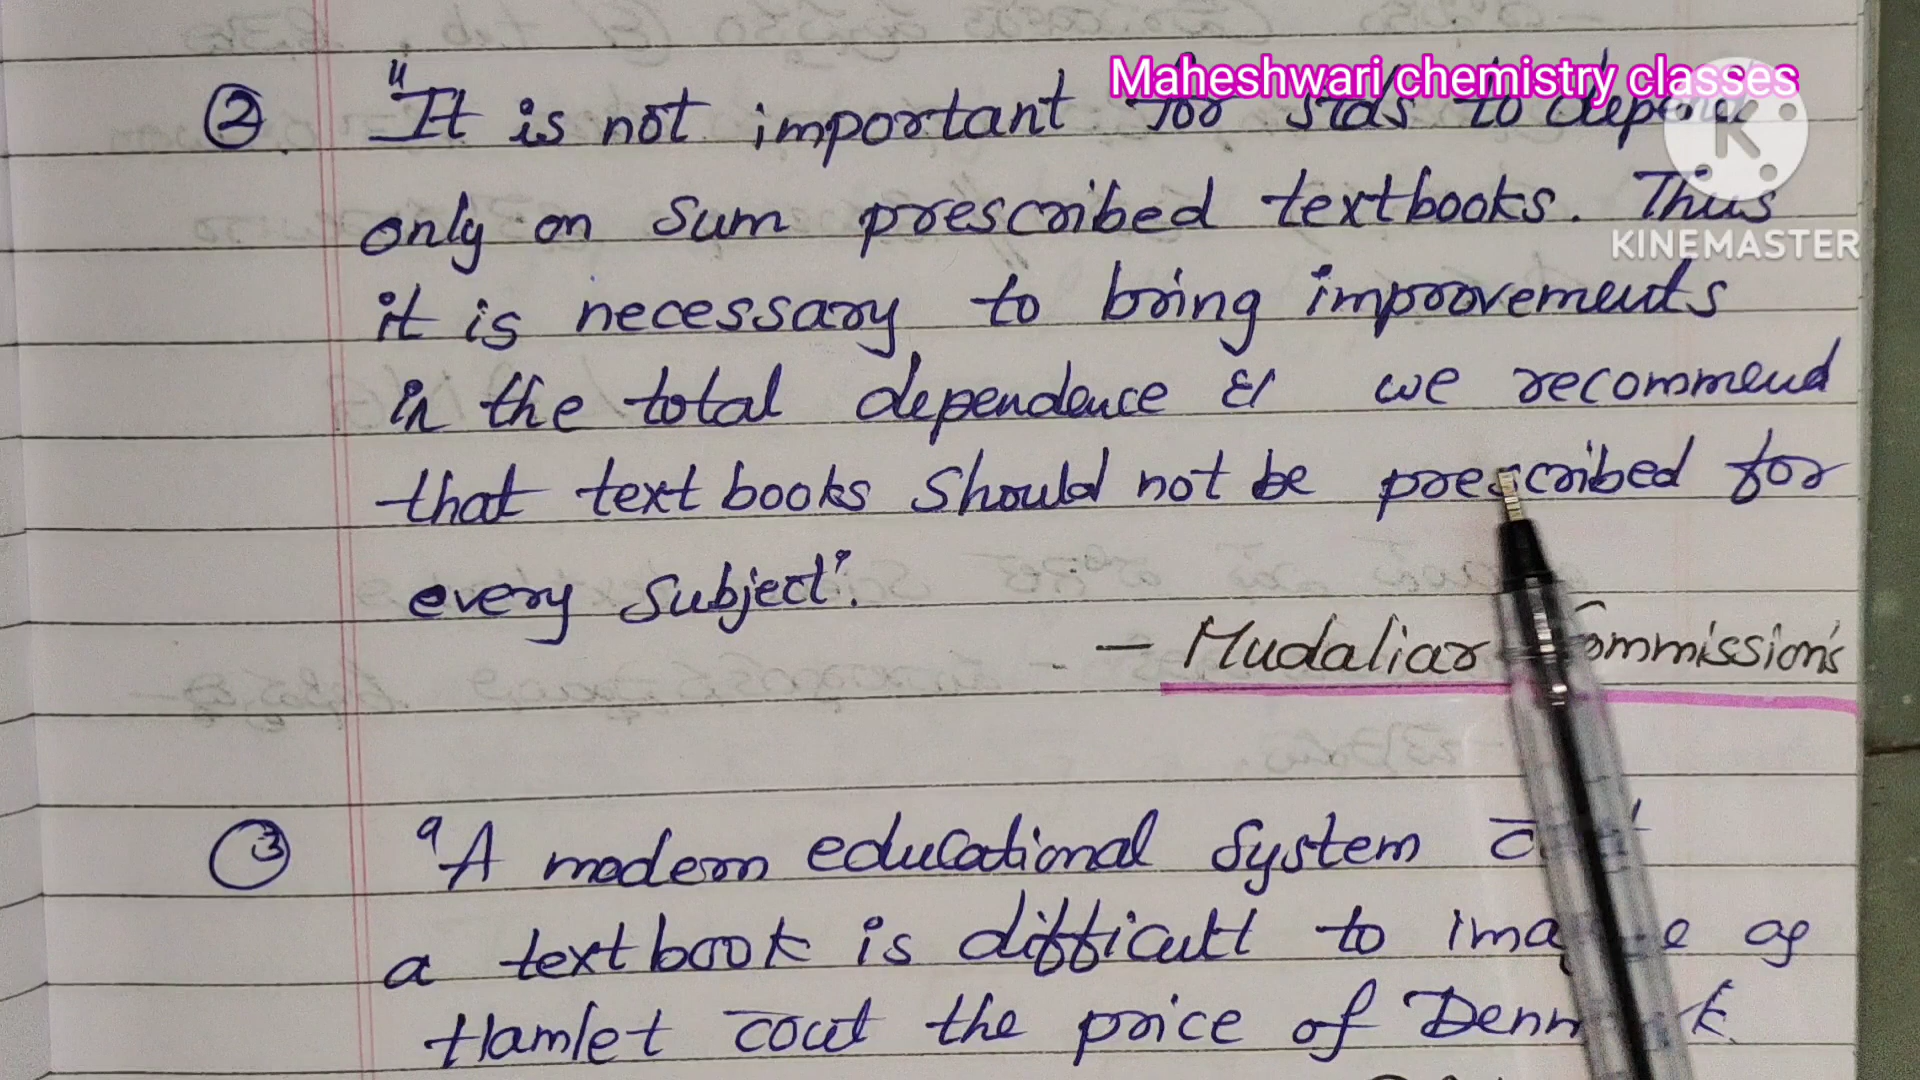 Maheshwari chemistry classes
② "It is not important for stds to depend
KINEMASTER
only on sum prescribed textbooks. Thus
it is necessary to bring improvements
in the total dependence & we recommend
that text books should not be prescribed for
every subject".
- Mudaliar Commission's
③ "A modern educational system
a textbook is difficult to as
Hamlet cout the price of